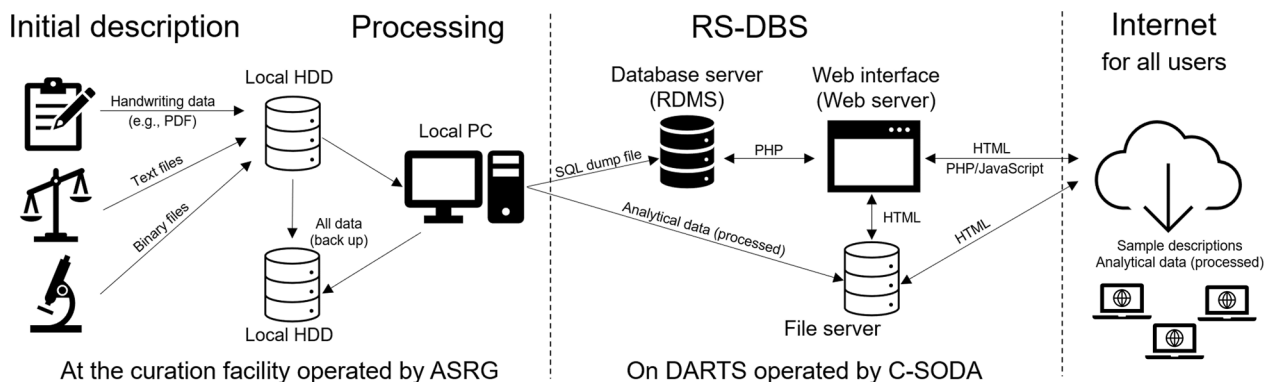 Initial description
Processing
RS-DBS
Internet
for all users
Handwriting data
(e.g., PDF)
Text files
Binary files
Local HDD
All data
(back up)
Local HDD
Local PC
SQL dump file
Analytical data (processed)
Database server
(RDMS)
PHP
Web interface
(Web server)
HTML
PHP/JavaScript
HTML
HTML
File server
Sample descriptions
Analytical data (processed)
At the curation facility operated by ASRG
On DARTS operated by C-SODA